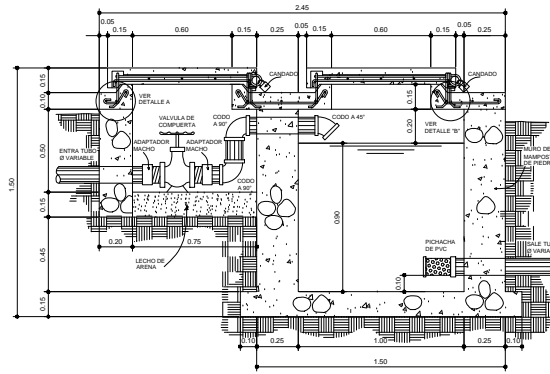 2.45
0.05
0.15
0.60
0.15
0.25
0.05
0.15
0.60
0.15
0.05
0.25
CANDADO
CANDADO
1.50
0.15
0.10
0.50
0.15
0.45
0.15
VER
DETALLE A
VALVULA DE
COMPUERTA
CODO
A 90°
CODO A 45°
0.15
0.20
VER
DETALLE "B"
ENTRA TUBO
Ø VARIABLE
ADAPTADOR
MACHO
ADAPTADOR
MACHO
CODO
A 90°
MURO DE
MAMPOS
DE PIEDR
0.90
0.20
0.75
LECHO DE
ARENA
PICHACHA
DE PVC
SALE TU
Ø VARIA
0.10
0.10
0.25
1.00
0.25
0.10
1.50